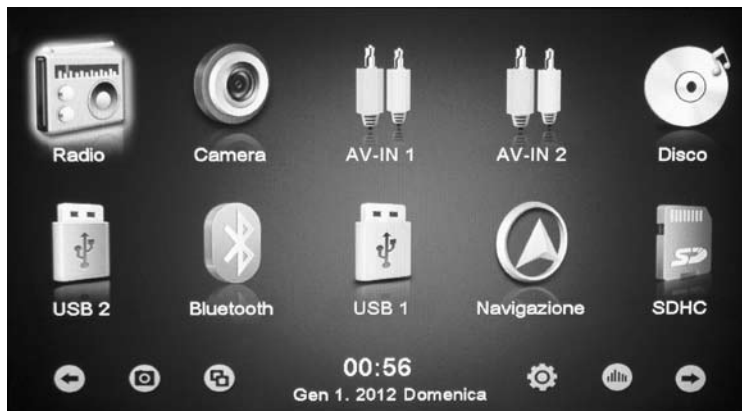 Radio Camera AV-IN 1 AV-IN 2 Disco
USB 2 Bluetooth USB 1 Navigazione SDHC
00:56
Gen 1. 2012 Domenica